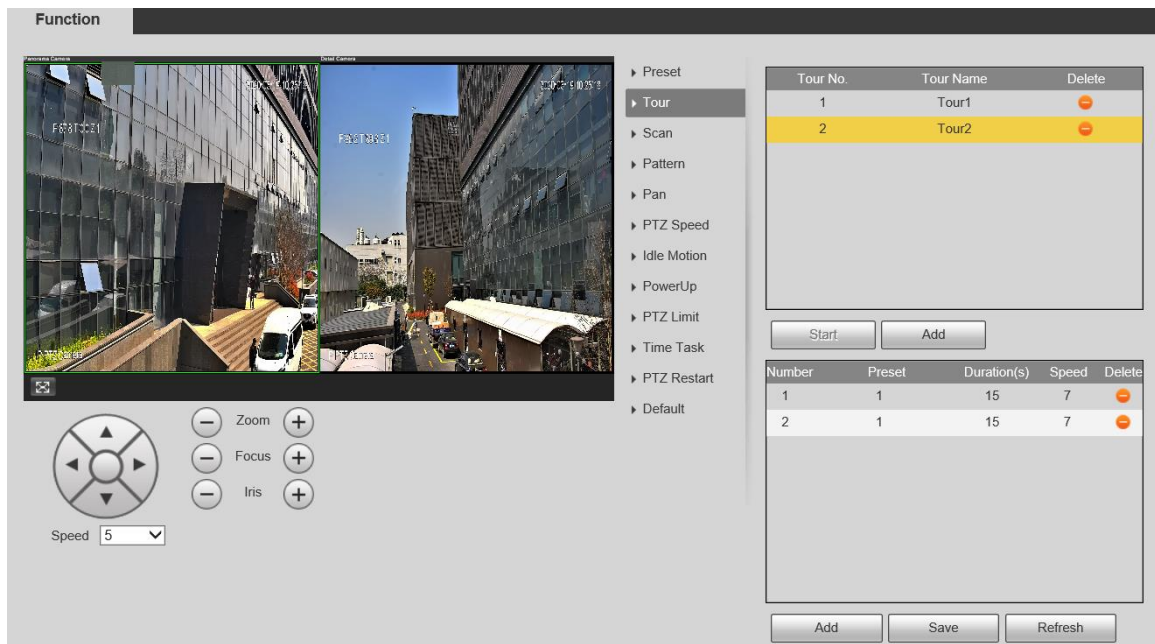 Function
Panorama Camera
Detail Camera
Preset
Tour
Scan
Pattern
Pan
PTZ Speed
Idle Motion
PowerUp
PTZ Limit
Time Task
PTZ Restart
Default
Zoom
Focus
Iris
Speed 5
Tour No. Tour Name Delete
1 Tour1
2 Tour2
Start Add
Number Preset Duration(s) Speed Delete
1 1 15 7
2 1 15 7
Add Save Refresh